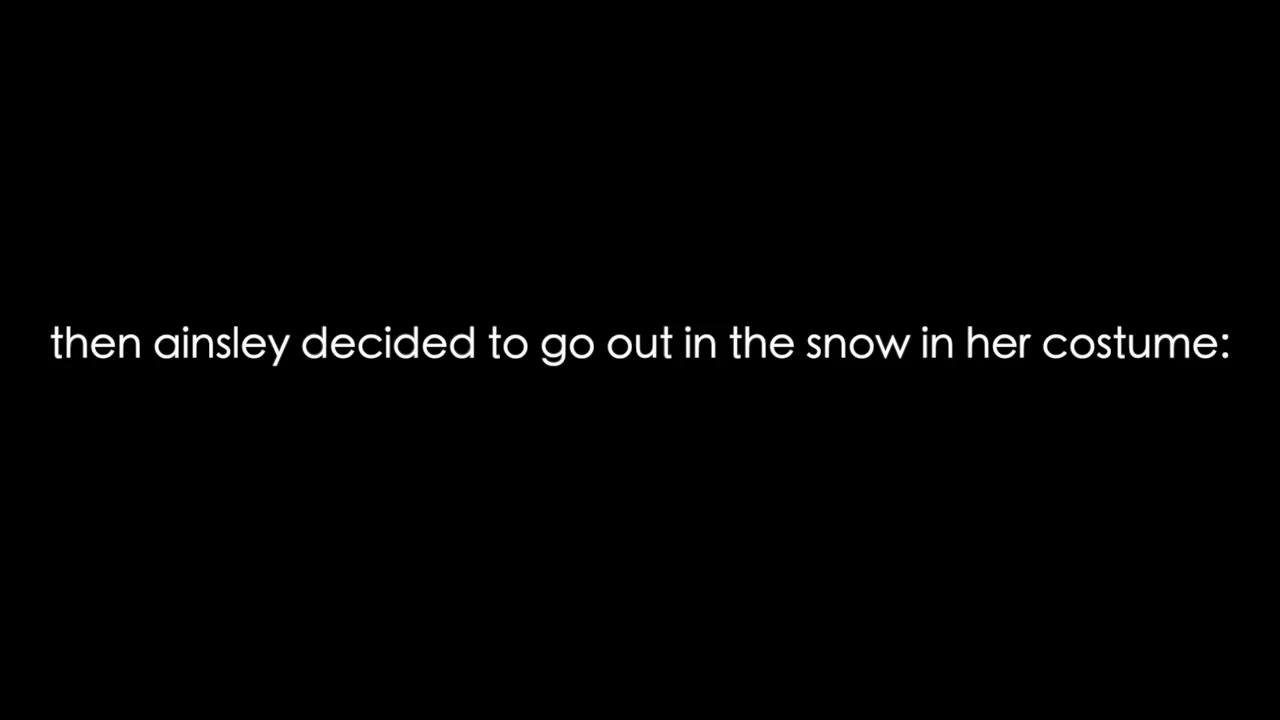 then ainsley decided to go out in the snow in her costume: